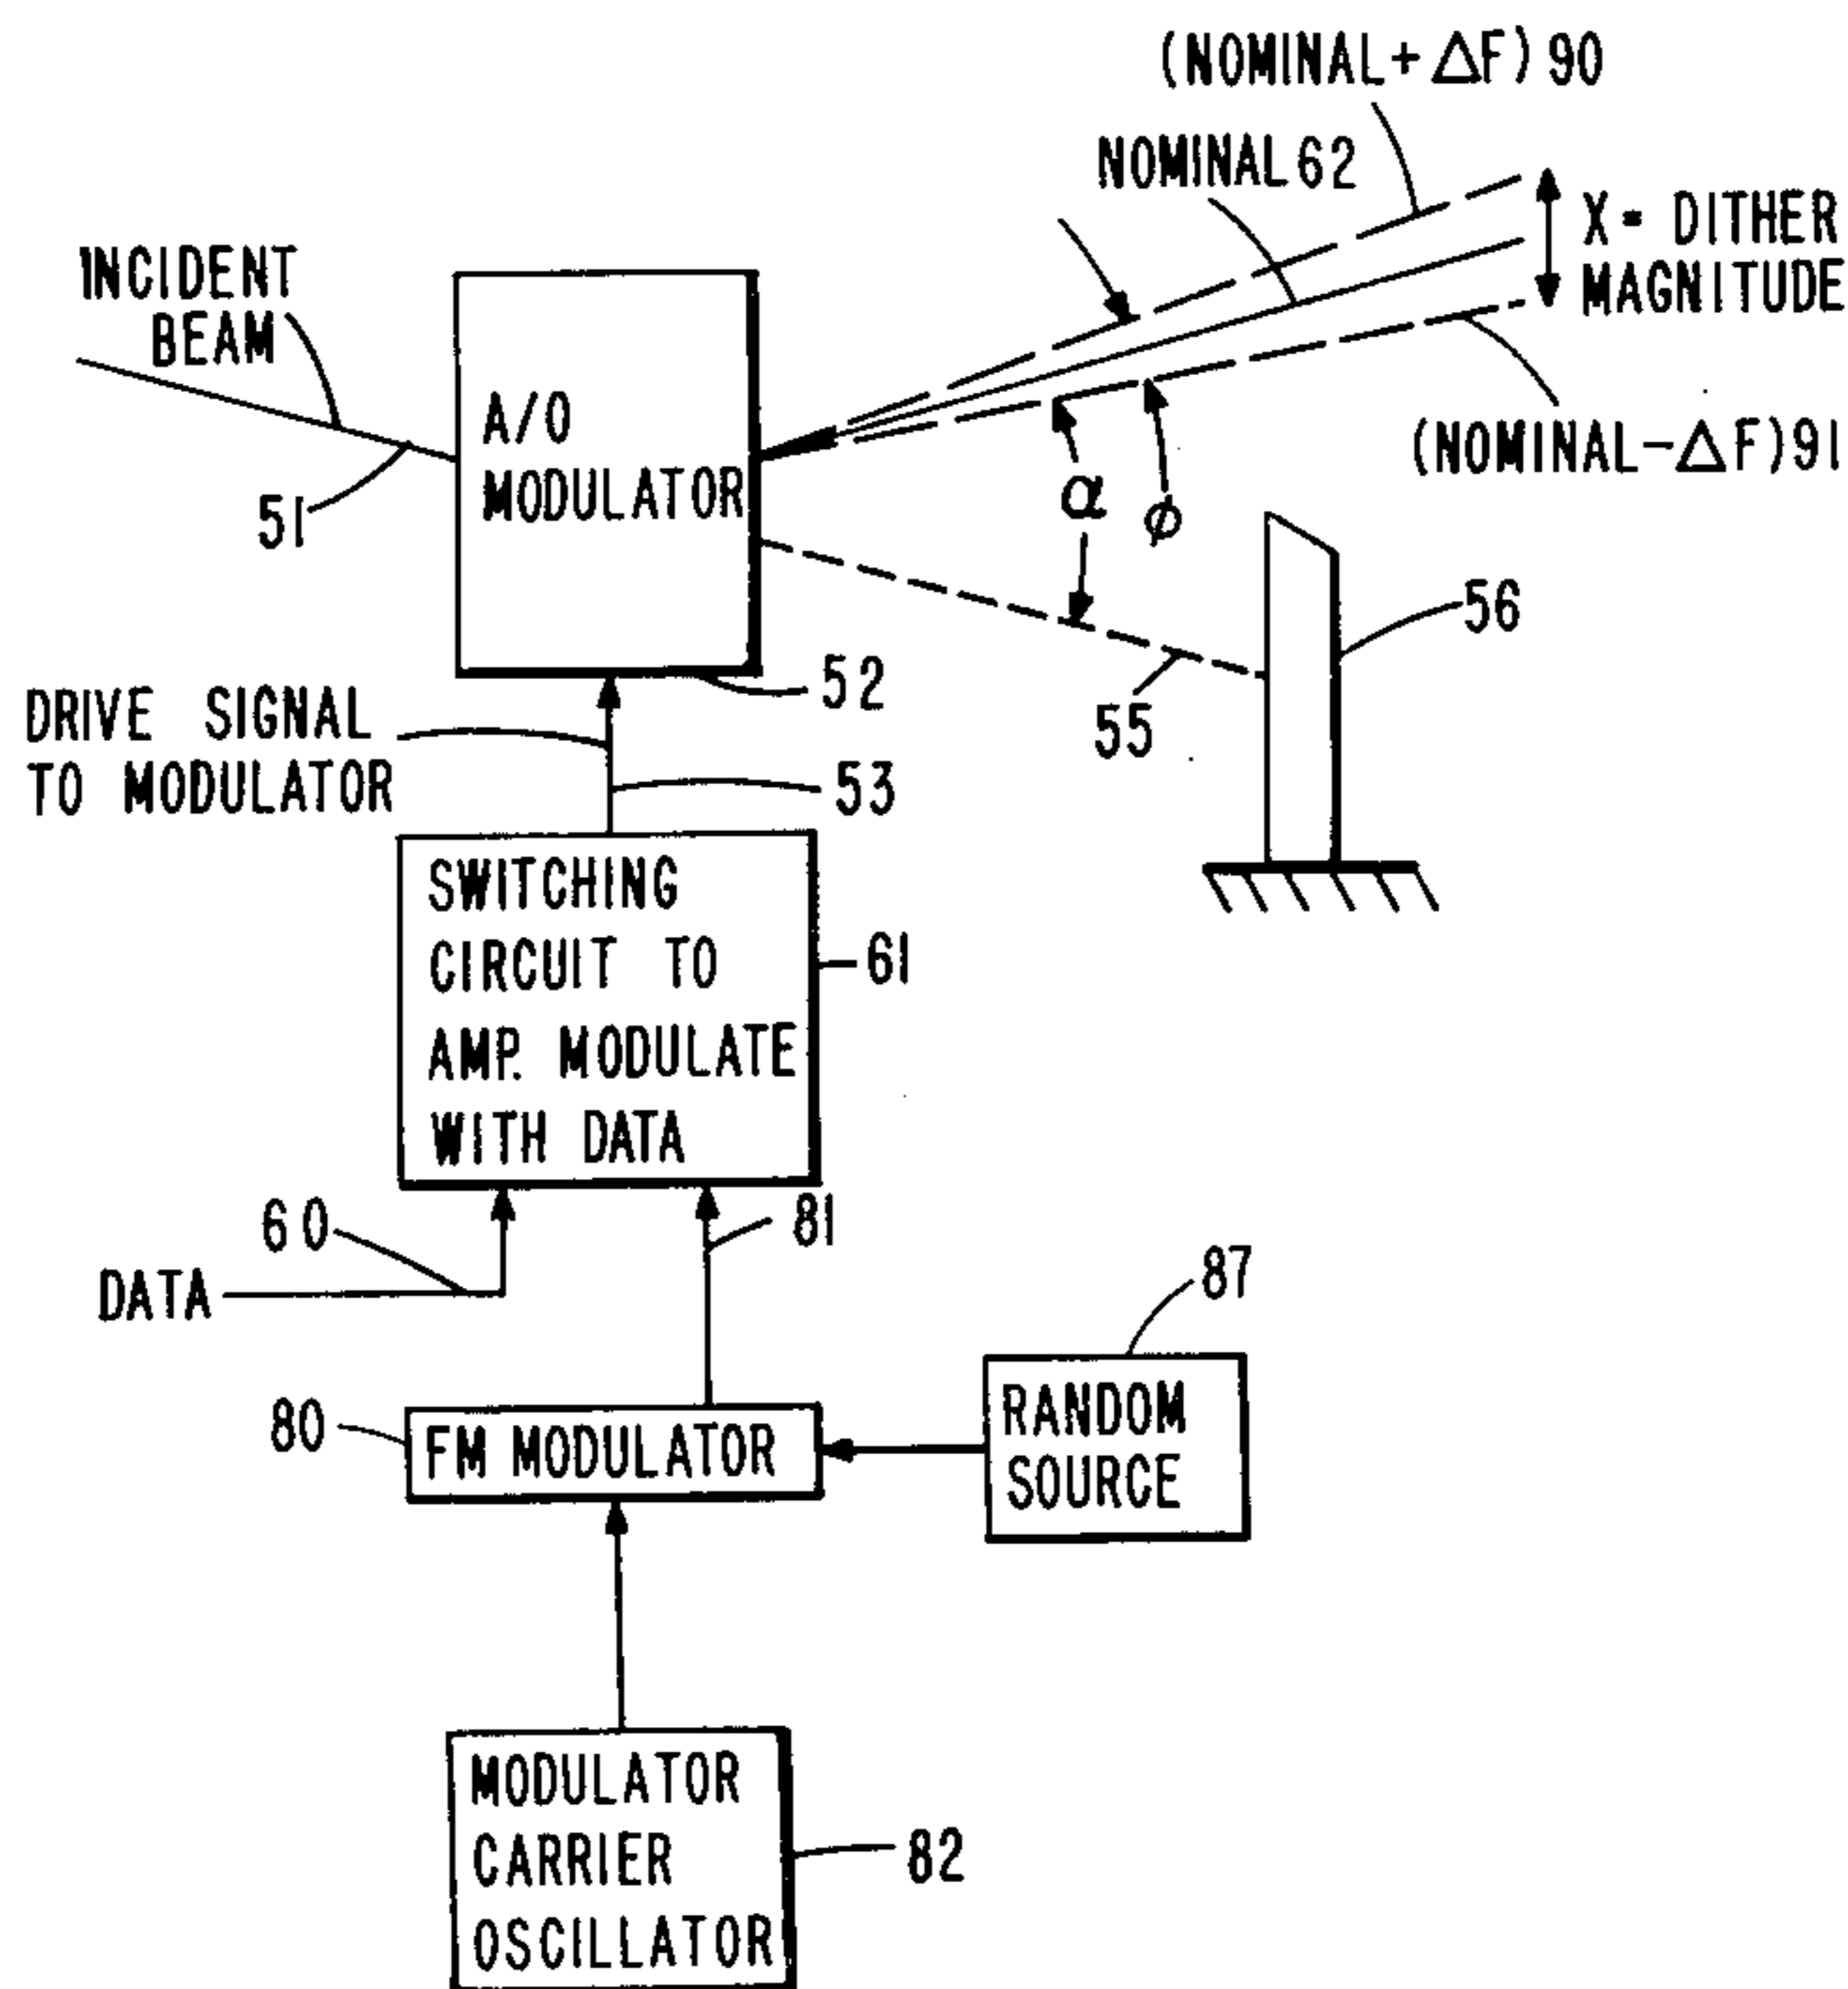 (NOMINAL+ΔF) 90
NOMINAL 62
X = DITHER
MAGNITUDE
INCIDENT
BEAM
A/O
MODULATOR
51
(NOMINAL-ΔF) 91
α
ϕ
56
52
55
DRIVE SIGNAL
TO MODULATOR
53
SWITCHING
CIRCUIT TO
AMP. MODULATE
WITH DATA
61
60
81
DATA
87
80
FM MODULATOR
RANDOM
SOURCE
MODULATOR
CARRIER
OSCILLATOR
82